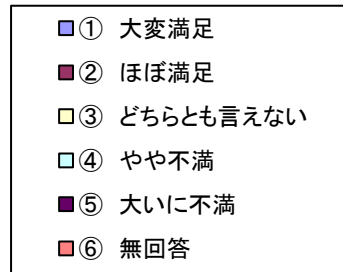 ① 大変満足
② ほぼ満足
③ どちらとも言えない
④ やや不満
⑤ 大いに不満
⑥ 無回答